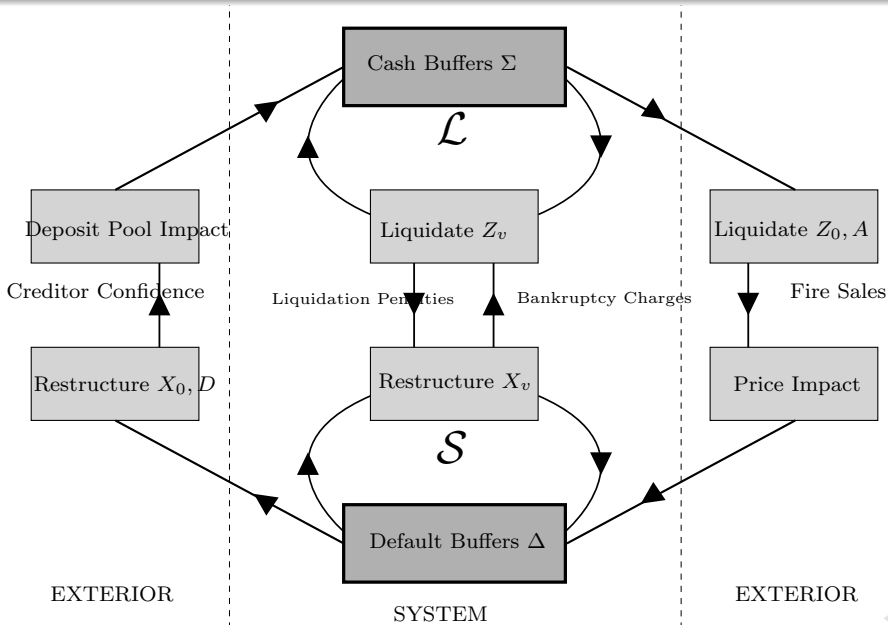 Cash Buffers Σ
ℒ
Deposit Pool Impact
Liquidate Z_v
Liquidate Z_0, A
Creditor Confidence
Liquidation Penalties
Bankruptcy Charges
Fire Sales
Restructure X_0, D
Restructure X_v
Price Impact
𝒮
Default Buffers Δ
EXTERIOR
SYSTEM
EXTERIOR